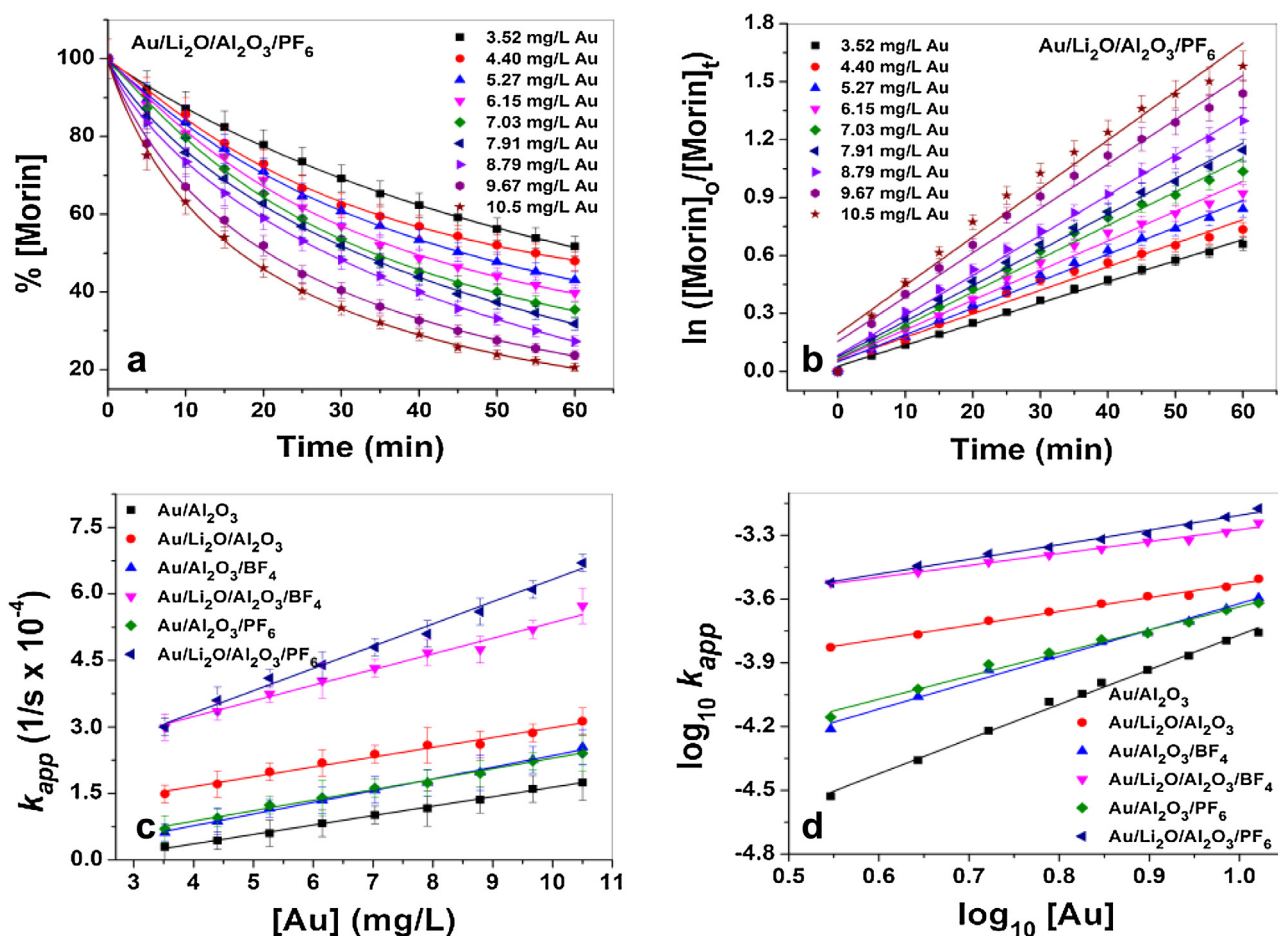 Au/Li2O/Al2O3/PF6
3.52 mg/L Au
4.40 mg/L Au
5.27 mg/L Au
6.15 mg/L Au
7.03 mg/L Au
7.91 mg/L Au
8.79 mg/L Au
9.67 mg/L Au
10.5 mg/L Au
100
80
60
40
20
% [Morin]
a
0 10 20 30 40 50 60
Time (min)
Au/Li2O/Al2O3/PF6
3.52 mg/L Au
4.40 mg/L Au
5.27 mg/L Au
6.15 mg/L Au
7.03 mg/L Au
7.91 mg/L Au
8.79 mg/L Au
9.67 mg/L Au
10.5 mg/L Au
1.8
1.5
1.2
0.9
0.6
0.3
0.0
ln ([Morin]o/[Morin]t)
b
0 10 20 30 40 50 60
Time (min)
Au/Al2O3
Au/Li2O/Al2O3
Au/Al2O3/BF4
Au/Li2O/Al2O3/BF4
Au/Al2O3/PF6
Au/Li2O/Al2O3/PF6
7.5
6.0
4.5
3.0
1.5
0.0
kapp (1/s x 10-4)
c
3 4 5 6 7 8 9 10 11
[Au] (mg/L)
-3.3
-3.6
-3.9
-4.2
-4.5
-4.8
log10 kapp
Au/Al2O3
Au/Li2O/Al2O3
Au/Al2O3/BF4
Au/Li2O/Al2O3/BF4
Au/Al2O3/PF6
Au/Li2O/Al2O3/PF6
d
0.5 0.6 0.7 0.8 0.9 1.0
log10 [Au]